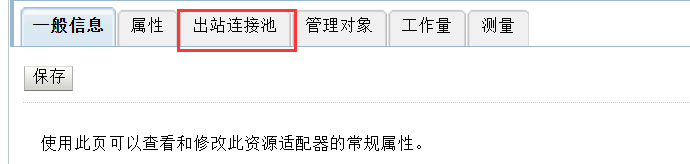 一般信息 属性 出站连接池 管理对象 工作量 测量
保存
使用此页可以查看和修改此资源适配器的常规属性。